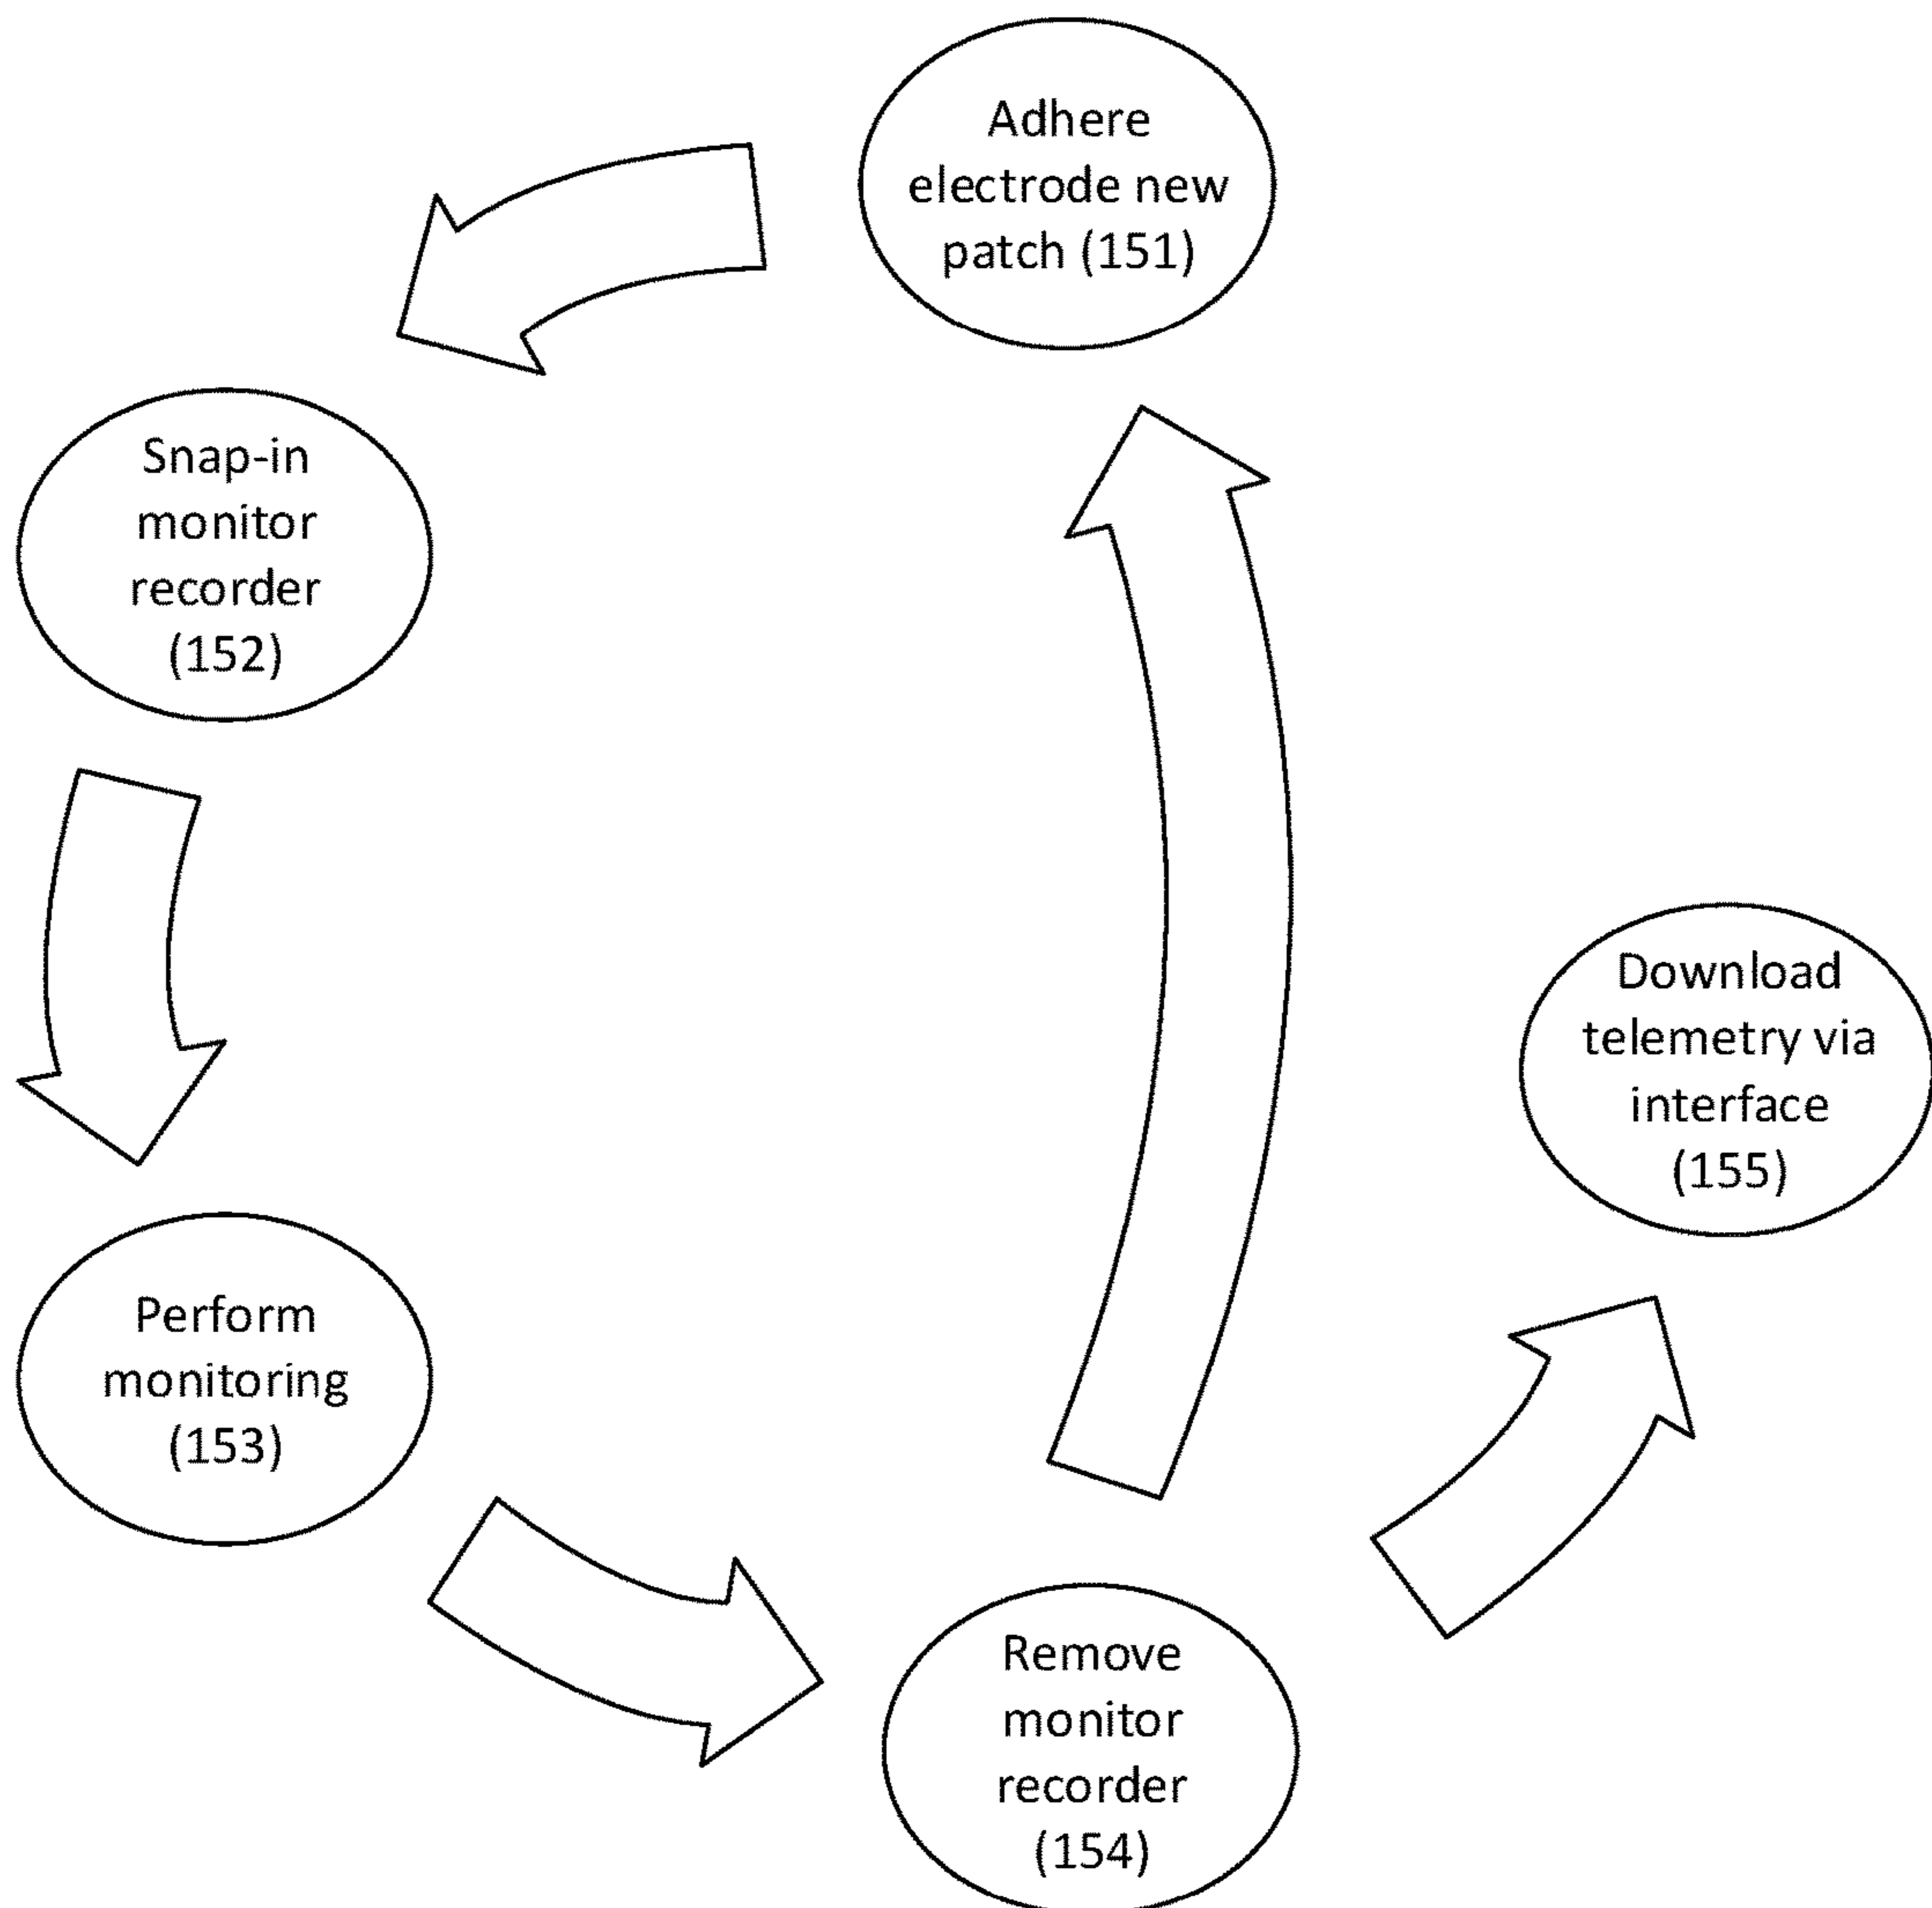 Adhere
electrode new
patch (151)
Snap-in
monitor
recorder
(152)
Perform
monitoring
(153)
Remove
monitor
recorder
(154)
Download
telemetry via
interface
(155)